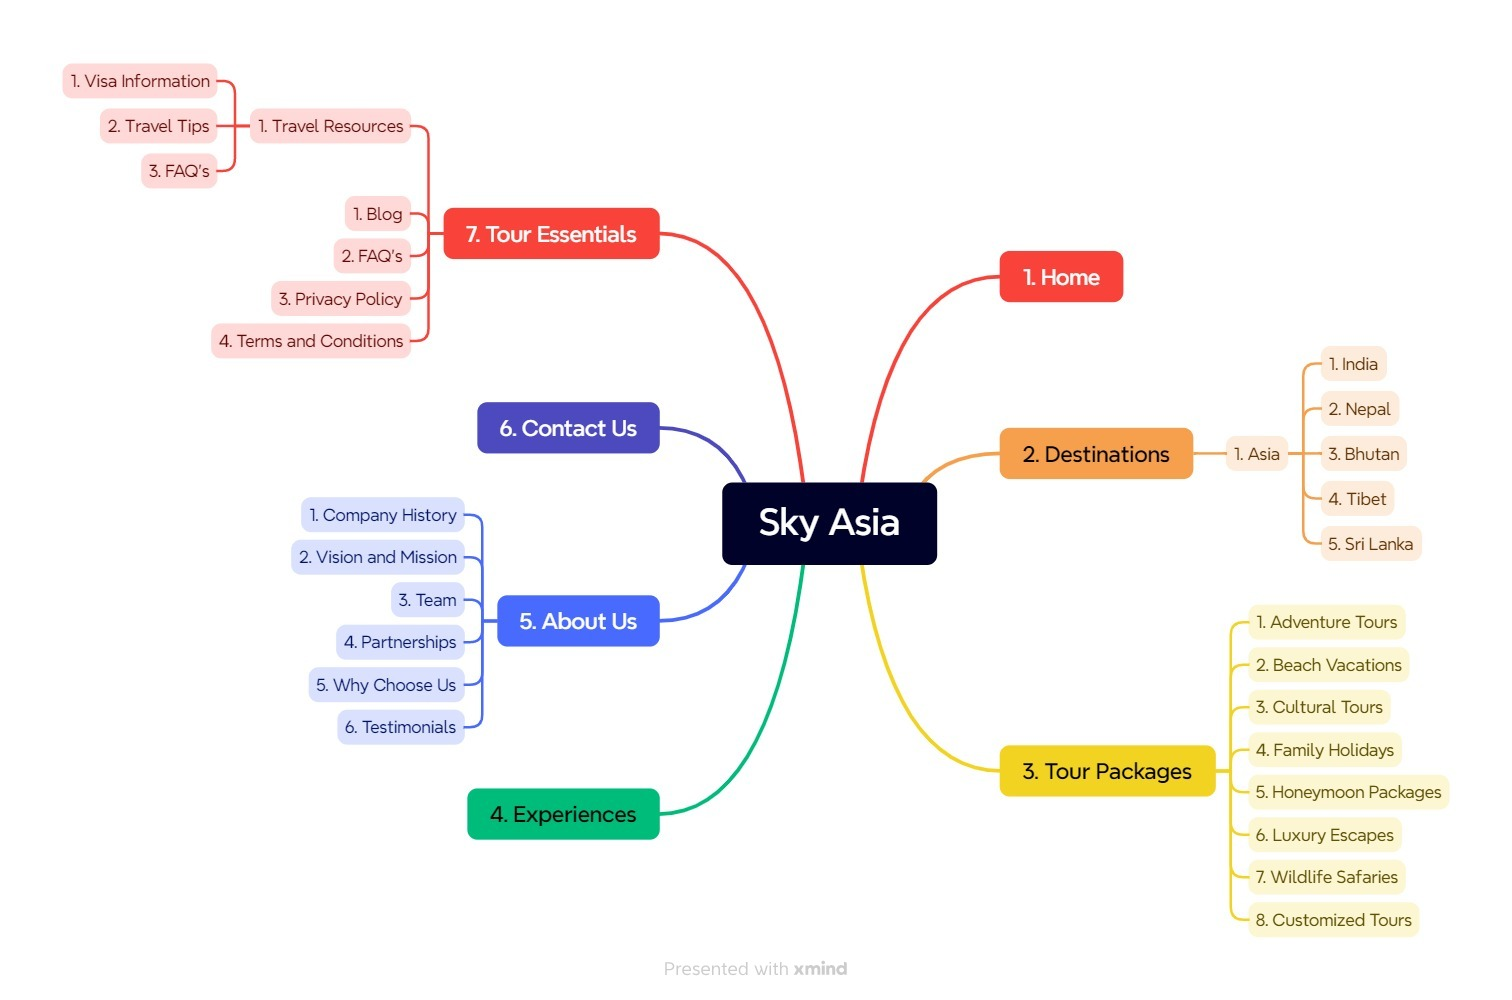 Sky Asia
1. Home
2. Destinations
1. Asia
1. India
2. Nepal
3. Bhutan
4. Tibet
5. Sri Lanka
3. Tour Packages
1. Adventure Tours
2. Beach Vacations
3. Cultural Tours
4. Family Holidays
5. Honeymoon Packages
6. Luxury Escapes
7. Wildlife Safaries
8. Customized Tours
4. Experiences
5. About Us
1. Company History
2. Vision and Mission
3. Team
4. Partnerships
5. Why Choose Us
6. Testimonials
6. Contact Us
7. Tour Essentials
1. Travel Resources
1. Visa Information
2. Travel Tips
3. FAQ's
1. Blog
2. FAQ's
3. Privacy Policy
4. Terms and Conditions
Presented with xmind